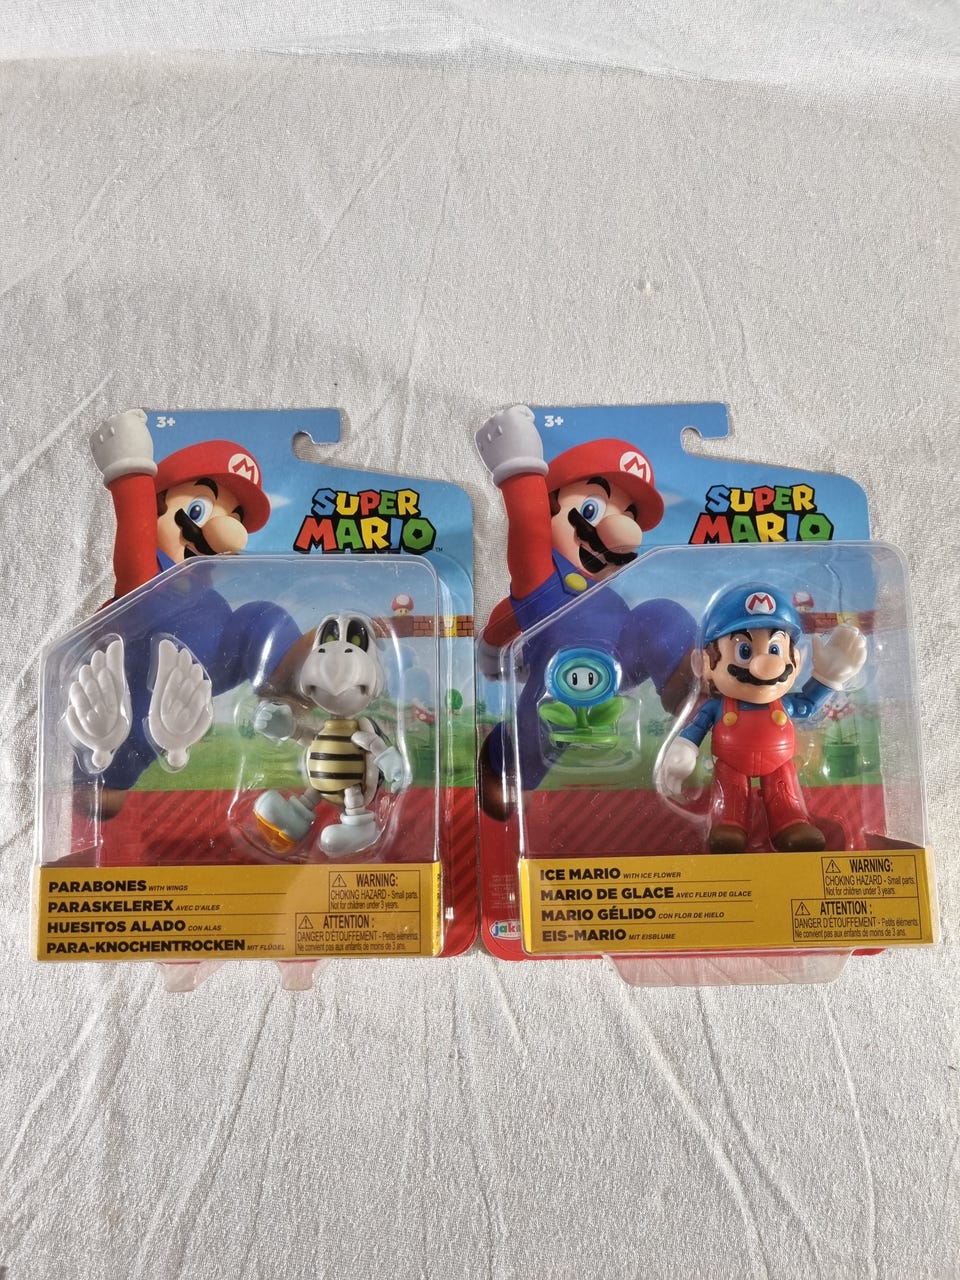 3+
M
SUPER
MARIO™
PARABONES WITH WINGS
PARASKELEREX AVEC D'AILES
HUESITOS ALADO CON ALAS
PARA-KNOCHENTROCKEN MIT FLÜGEL
WARNING:
CHOKING HAZARD - Small parts.
Not for children under 3 years.
ATTENTION :
DANGER D'ÉTOUFFEMENT - Petits éléments.
Ne convient pas aux enfants de moins de 3 ans.
3+
M
SUPER
MARIO
M
ICE MARIO WITH ICE FLOWER
MARIO DE GLACE AVEC FLEUR DE GLACE
MARIO GÉLIDO CON FLOR DE HIELO
EIS-MARIO MIT EISBLUME
WARNING:
CHOKING HAZARD - Small parts.
Not for children under 3 years.
ATTENTION :
DANGER D'ÉTOUFFEMENT - Petits éléments.
Ne convient pas aux enfants de moins de 3 ans.